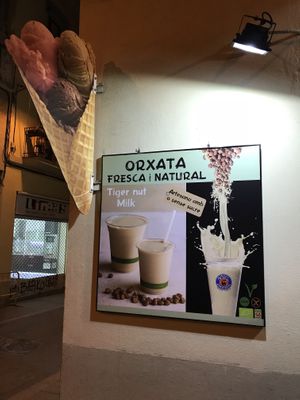 ORXATA
FRESCA i NATURAL
Tiger nut
Milk
Artesana amb
o sense sucre